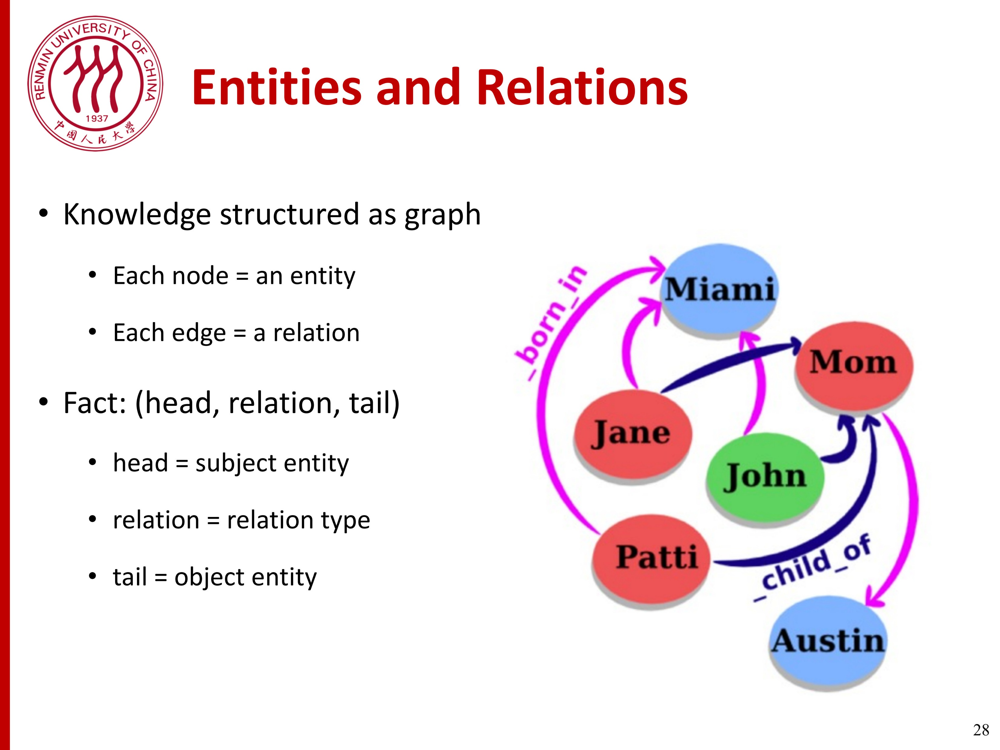 RENMIN UNIVERSITY OF CHINA
1937
中國人民大學
Entities and Relations
• Knowledge structured as graph
• Each node = an entity
• Each edge = a relation
• Fact: (head, relation, tail)
• head = subject entity
• relation = relation type
• tail = object entity
_born_in
Miami
Mom
Jane
John
Patti
_child_of
Austin
28